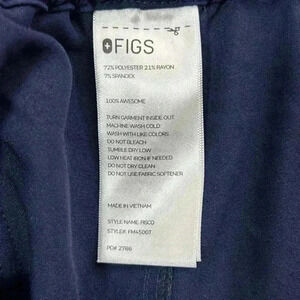 FIGS
72% POLYESTER 21% RAYON
7% SPANDEX
100% AWESOME
TURN GARMENT INSIDE OUT
MACHINE WASH COLD
WASH WITH LIKE COLORS
DO NOT BLEACH
TUMBLE DRY LOW
LOW HEAT IRON IF NEEDED
DO NOT DRY CLEAN
DO NOT USE FABRIC SOFTENER
MADE IN VIETNAM
STYLE NAME: PISCO
STYLE#: FM4500T
PO# 2786